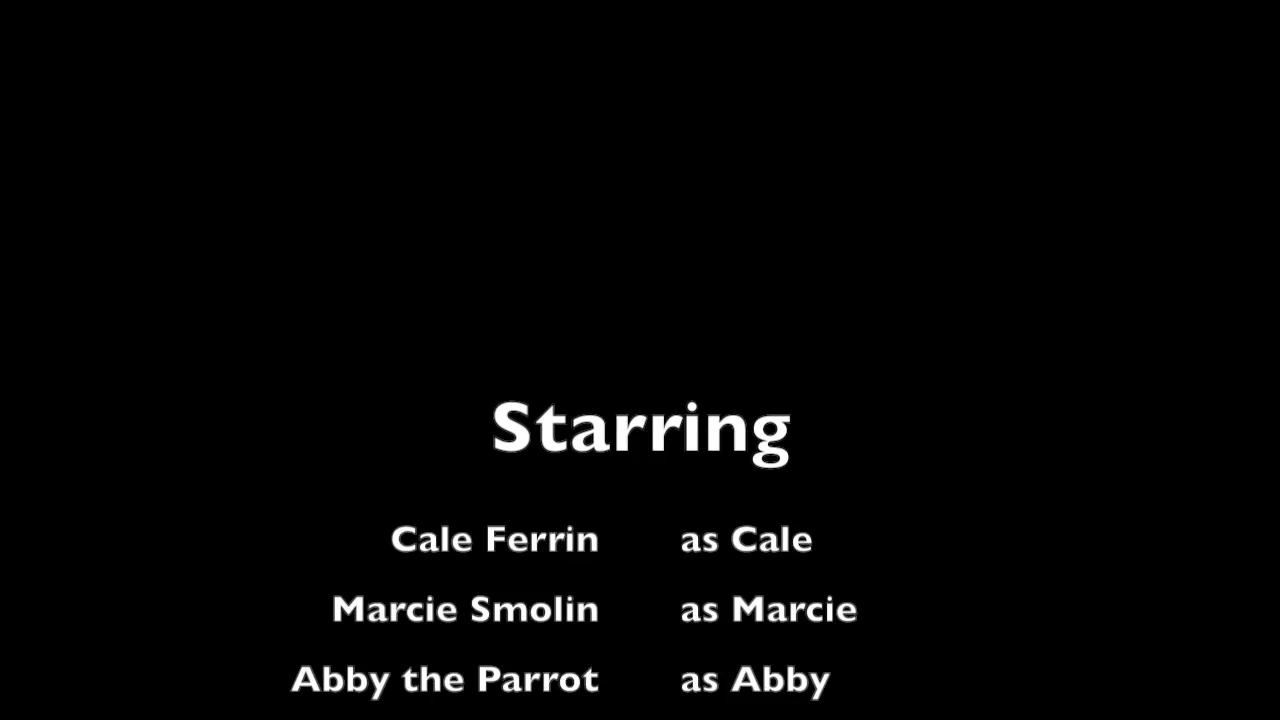 Starring
Cale Ferrin as Cale
Marcie Smolin as Marcie
Abby the Parrot as Abby